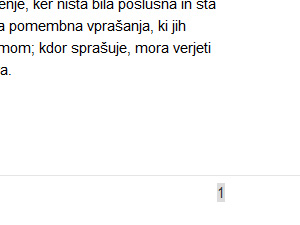 enje, ker nista bila poslušna in sta
a pomembna vprašanja, ki jih
mom; kdor sprašuje, mora verjeti
a.
1